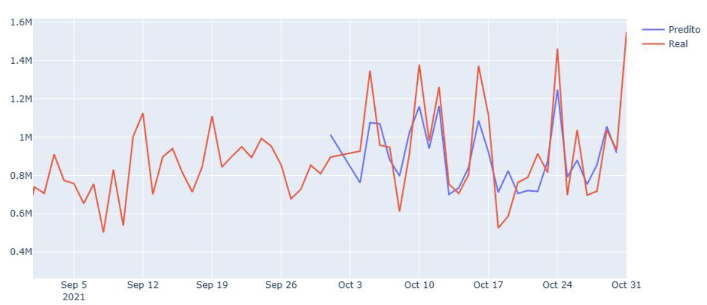 1.6M
1.4M
1.2M
1M
0.8M
0.6M
0.4M
Sep 5
2021
Sep 12
Sep 19
Sep 26
Oct 3
Oct 10
Oct 17
Oct 24
Oct 31
Predito
Real